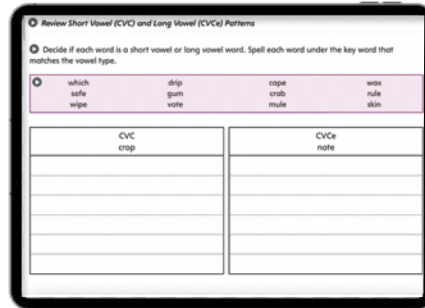 Review Short Vowel (CVC) and Long Vowel (CVCe) Patterns
Decide if each word is a short vowel or long vowel word. Spell each word under the key word that
matches the vowel type.
which drip cape wax
safe gum crab rule
wipe vote mule skin
CVC CVCe
crop note